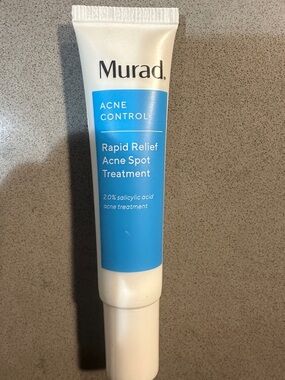 Murad.
ACNE
CONTROL
Rapid Relief
Acne Spot
Treatment
2.0% salicylic acid
acne treatment